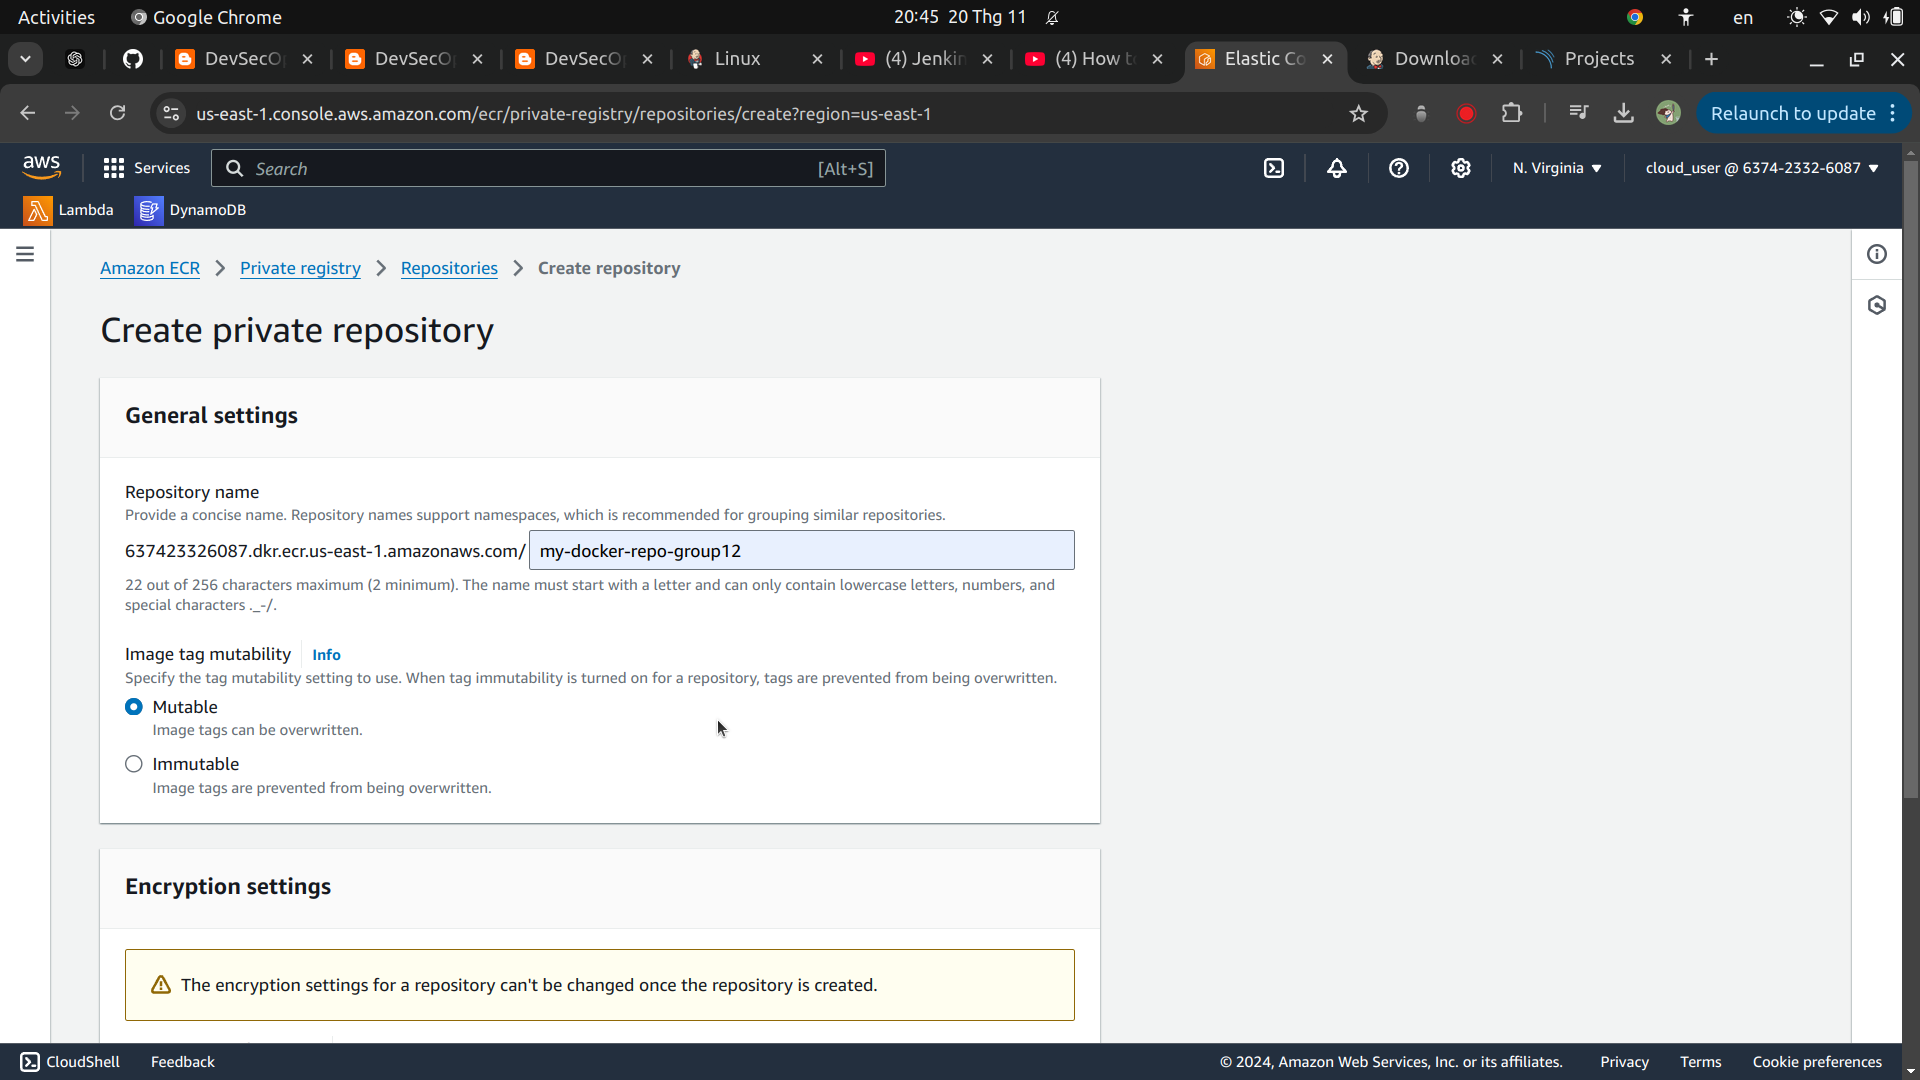 Activities
Google Chrome
20:45 20 Thg 11
en
DevSecO
DevSecO
DevSecO
Linux
(4) Jenkin
(4) How t
Elastic Co
Downloa
Projects
us-east-1.console.aws.amazon.com/ecr/private-registry/repositories/create?region=us-east-1
Relaunch to update
aws
Services
Search
[Alt+S]
N. Virginia
cloud_user @ 6374-2332-6087
Lambda
DynamoDB
Amazon ECR
Private registry
Repositories
Create repository
Create private repository
General settings
Repository name
Provide a concise name. Repository names support namespaces, which is recommended for grouping similar repositories.
637423326087.dkr.ecr.us-east-1.amazonaws.com/
my-docker-repo-group12
22 out of 256 characters maximum (2 minimum). The name must start with a letter and can only contain lowercase letters, numbers, and
special characters ._-/.
Image tag mutability
Info
Specify the tag mutability setting to use. When tag immutability is turned on for a repository, tags are prevented from being overwritten.
Mutable
Image tags can be overwritten.
Immutable
Image tags are prevented from being overwritten.
Encryption settings
The encryption settings for a repository can't be changed once the repository is created.
CloudShell
Feedback
© 2024, Amazon Web Services, Inc. or its affiliates.
Privacy
Terms
Cookie preferences